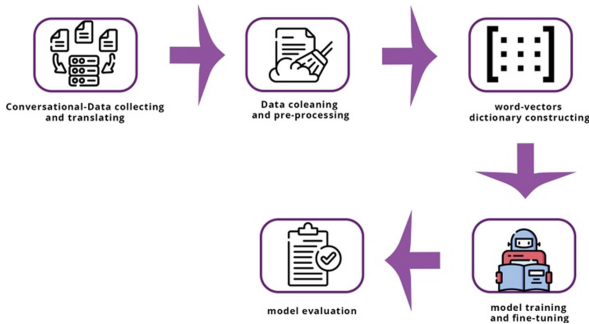 Conversational-Data collecting
and translating
Data coleaning
and pre-processing
word-vectors
dictionary constructing
model training
and fine-tuning
model evaluation